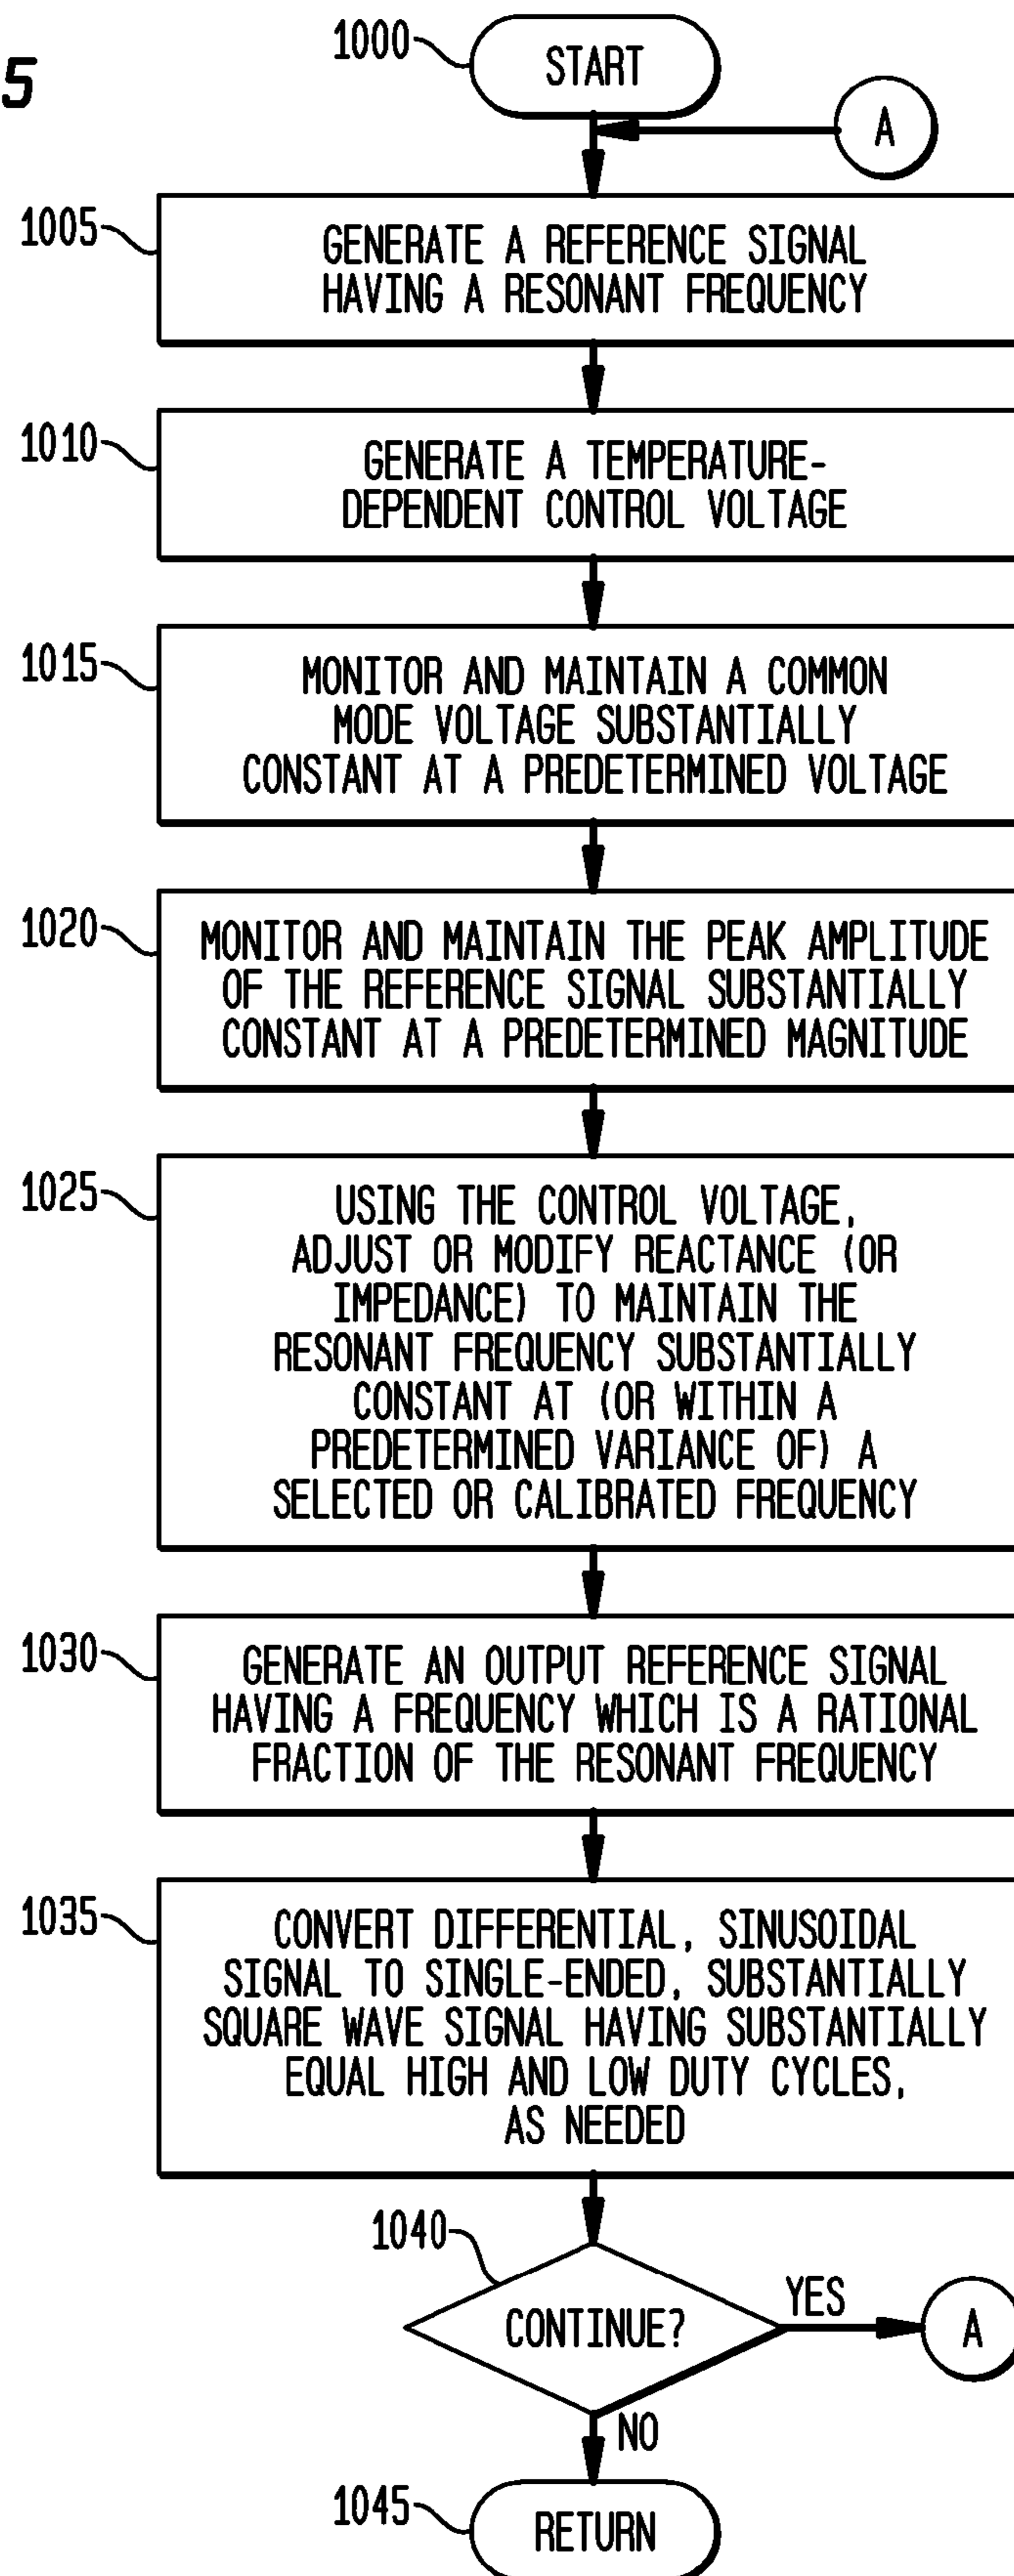 5
1000
START
A
1005
GENERATE A REFERENCE SIGNAL
HAVING A RESONANT FREQUENCY
1010
GENERATE A TEMPERATURE-
DEPENDENT CONTROL VOLTAGE
1015
MONITOR AND MAINTAIN A COMMON
MODE VOLTAGE SUBSTANTIALLY
CONSTANT AT A PREDETERMINED VOLTAGE
1020
MONITOR AND MAINTAIN THE PEAK AMPLITUDE
OF THE REFERENCE SIGNAL SUBSTANTIALLY
CONSTANT AT A PREDETERMINED MAGNITUDE
1025
USING THE CONTROL VOLTAGE,
ADJUST OR MODIFY REACTANCE (OR
IMPEDANCE) TO MAINTAIN THE
RESONANT FREQUENCY SUBSTANTIALLY
CONSTANT AT (OR WITHIN A
PREDETERMINED VARIANCE OF) A
SELECTED OR CALIBRATED FREQUENCY
1030
GENERATE AN OUTPUT REFERENCE SIGNAL
HAVING A FREQUENCY WHICH IS A RATIONAL
FRACTION OF THE RESONANT FREQUENCY
1035
CONVERT DIFFERENTIAL, SINUSOIDAL
SIGNAL TO SINGLE-ENDED, SUBSTANTIALLY
SQUARE WAVE SIGNAL HAVING SUBSTANTIALLY
EQUAL HIGH AND LOW DUTY CYCLES,
AS NEEDED
1040
CONTINUE?
YES
A
NO
1045
RETURN